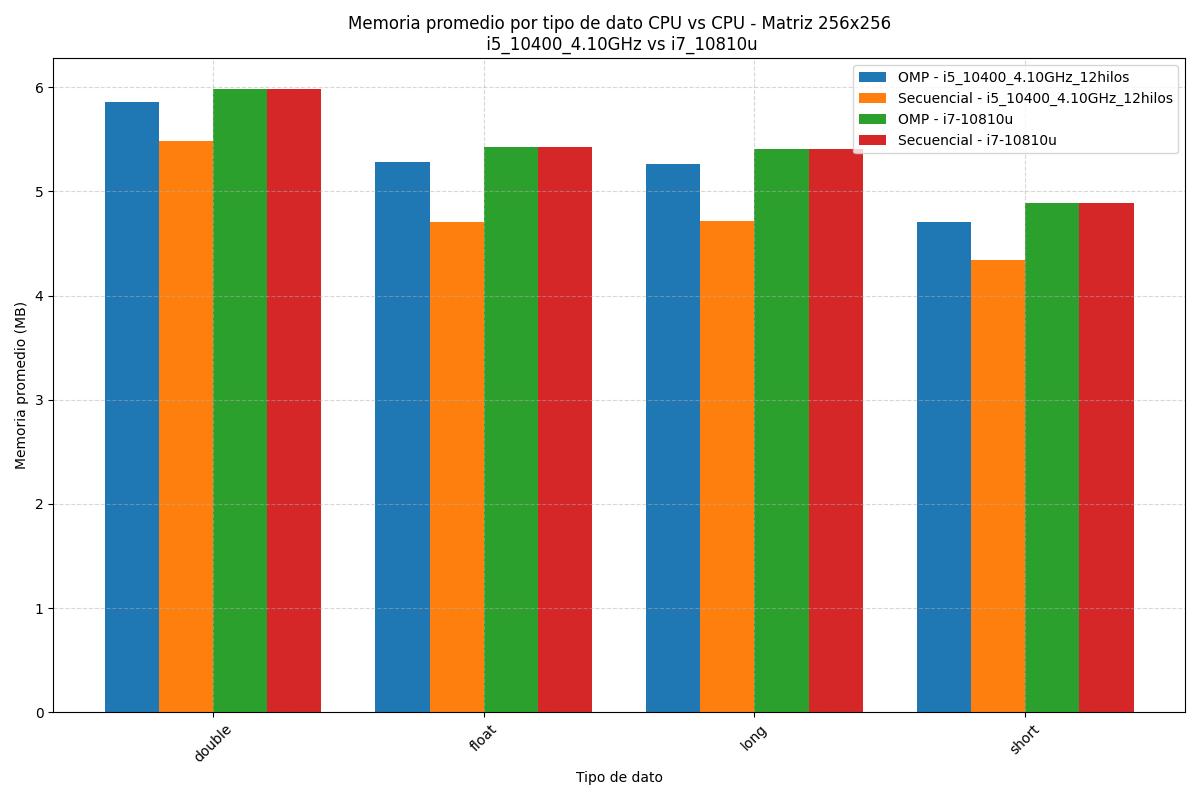 Memoria promedio por tipo de dato CPU vs CPU - Matriz 256x256
i5_10400_4.10GHz vs i7_10810u
OMP - i5_10400_4.10GHz_12hilos
Secuencial - i5_10400_4.10GHz_12hilos
OMP - i7-10810u
Secuencial - i7-10810u
Memoria promedio (MB)
6
5
4
3
2
1
0
double
float
long
short
Tipo de dato